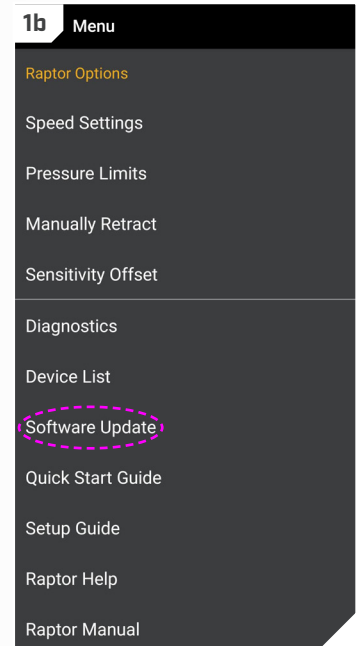 1b Menu
Raptor Options
Speed Settings
Pressure Limits
Manually Retract
Sensitivity Offset
Diagnostics
Device List
Software Update
Quick Start Guide
Setup Guide
Raptor Help
Raptor Manual